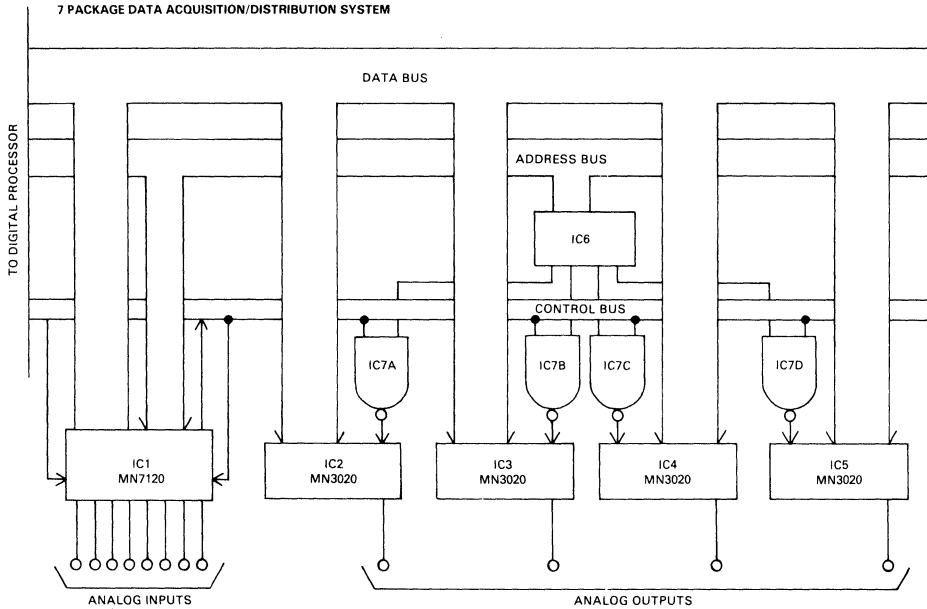 7 PACKAGE DATA ACQUISITION/DISTRIBUTION SYSTEM
TO DIGITAL PROCESSOR
DATA BUS
ADDRESS BUS
IC6
CONTROL BUS
IC7A
IC7B
IC7C
IC7D
IC1
MN7120
IC2
MN3020
IC3
MN3020
IC4
MN3020
IC5
MN3020
ANALOG INPUTS
ANALOG OUTPUTS